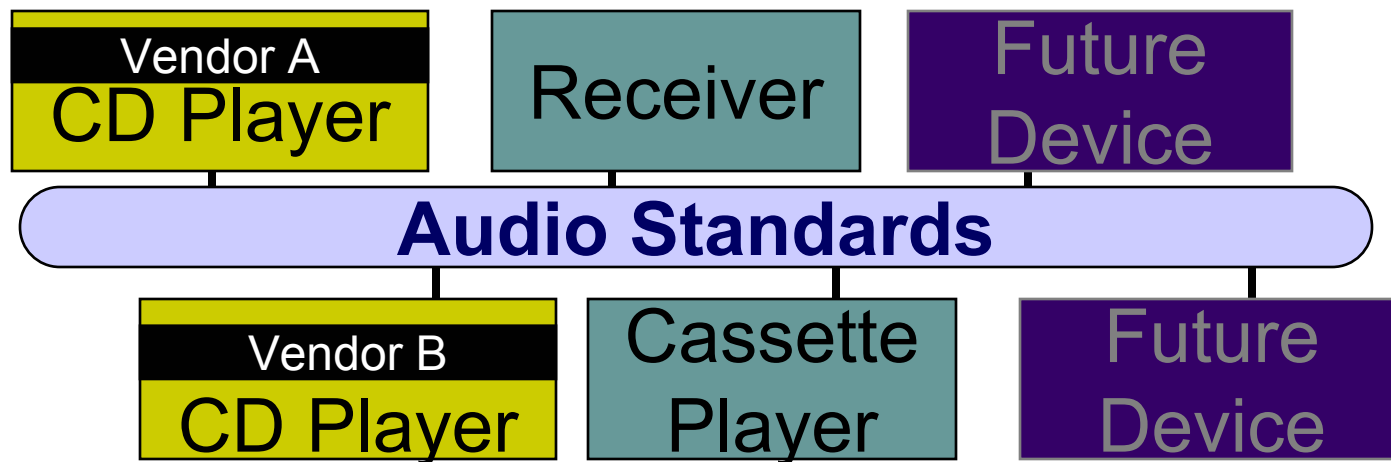 Vendor A
CD Player
Receiver
Future
Device
Audio Standards
Vendor B
CD Player
Cassette
Player
Future
Device